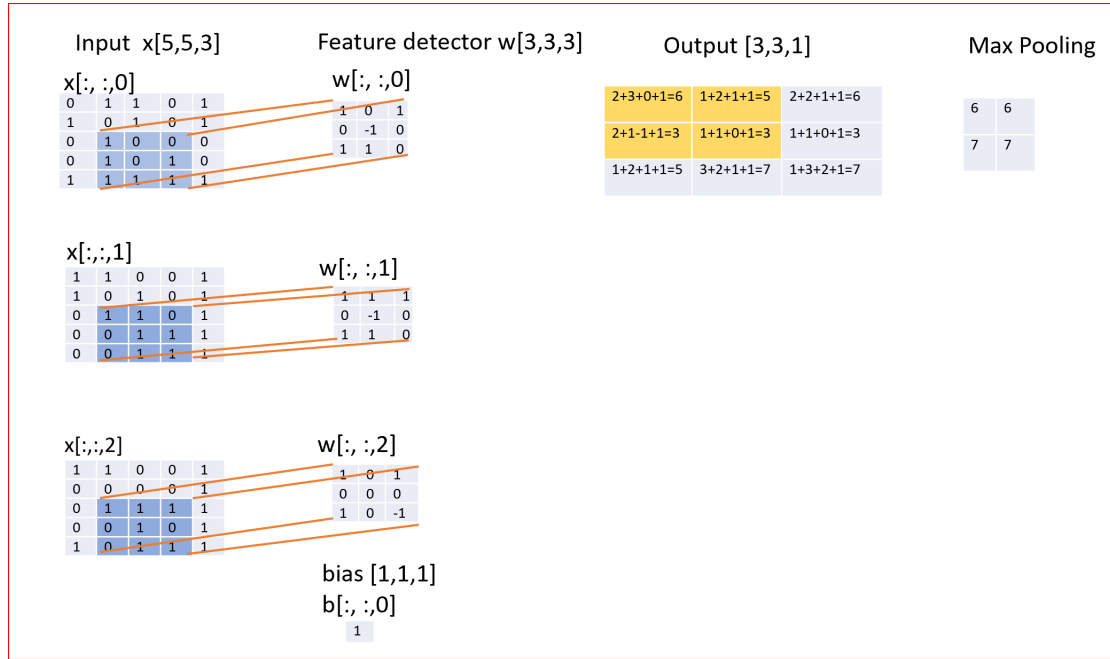 Input x[5,5,3]
Feature detector w[3,3,3]
Output [3,3,1]
Max Pooling
x[:, :,0]
0 1 1 0 1
1 0 1 0 1
0 1 0 0 0
0 1 0 1 0
1 1 1 1 1
w[:, :,0]
1 0 1
0 -1 0
1 1 0
2+3+0+1=6 1+2+1+1=5 2+2+1+1=6
2+1-1+1=3 1+1+0+1=3 1+1+0+1=3
1+2+1+1=5 3+2+1+1=7 1+3+2+1=7
6 6
7 7
x[:,:,1]
1 1 0 0 1
1 0 1 0 1
0 1 1 0 1
0 0 1 1 1
0 0 1 1 1
w[:, :,1]
1 1 1
0 -1 0
1 1 0
x[:,:,2]
1 1 0 0 1
0 0 0 0 1
0 1 1 1 1
0 0 1 0 1
1 0 1 1 1
w[:, :,2]
1 0 1
0 0 0
1 0 -1
bias [1,1,1]
b[:, :,0]
1